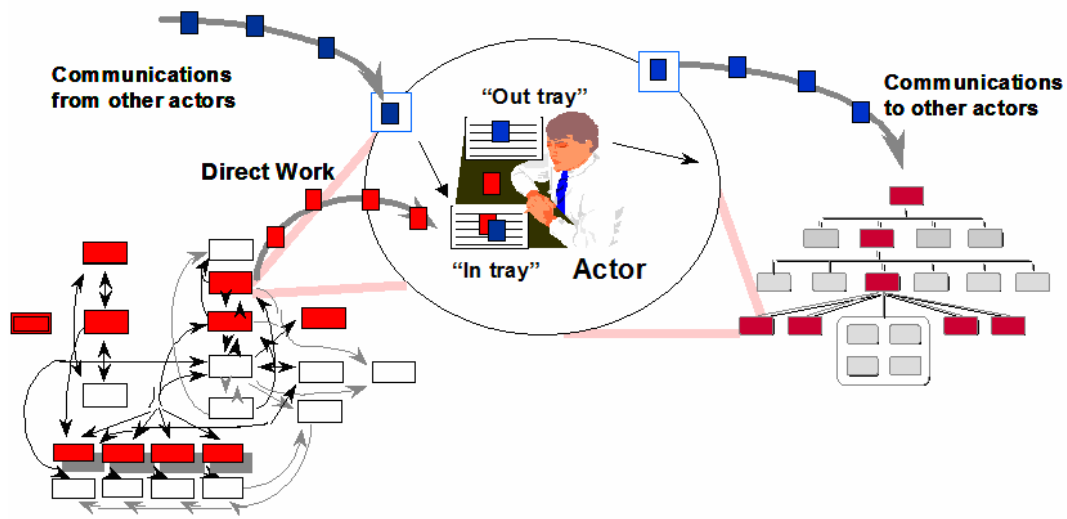 Communications
from other actors
“Out tray”
Communications
to other actors
Direct Work
“In tray”
Actor